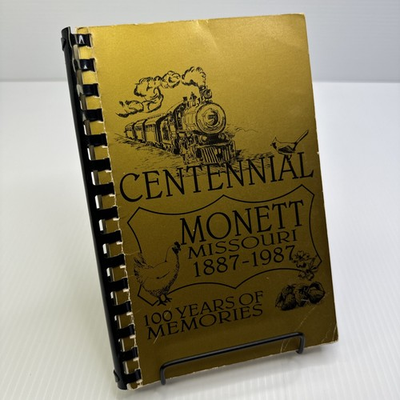 CENTENNIAL
MONETT
MISSOURI
1887-1987
100 YEARS OF
MEMORIES